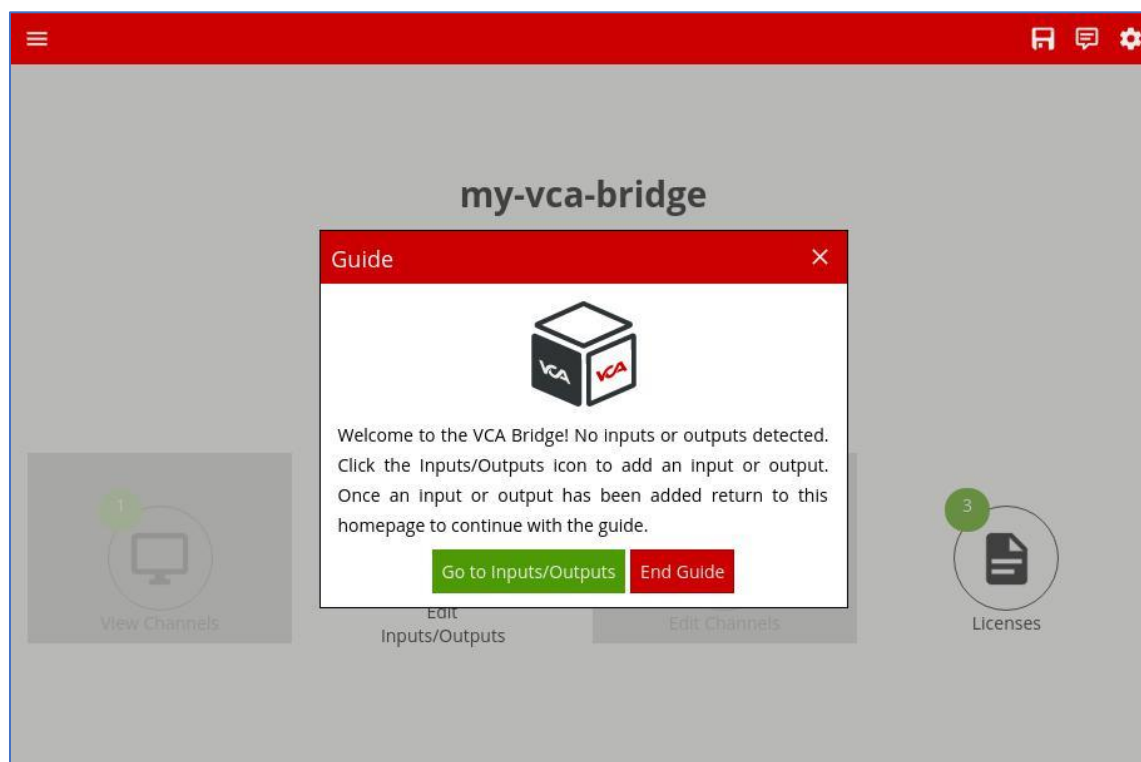 my-vca-bridge
Guide
VCA VCA
Welcome to the VCA Bridge! No inputs or outputs detected.
Click the Inputs/Outputs icon to add an input or output.
Once an input or output has been added return to this
homepage to continue with the guide.
Go to Inputs/Outputs End Guide
1
3
View Channels
Edit
Inputs/Outputs
Edit Channels
Licenses